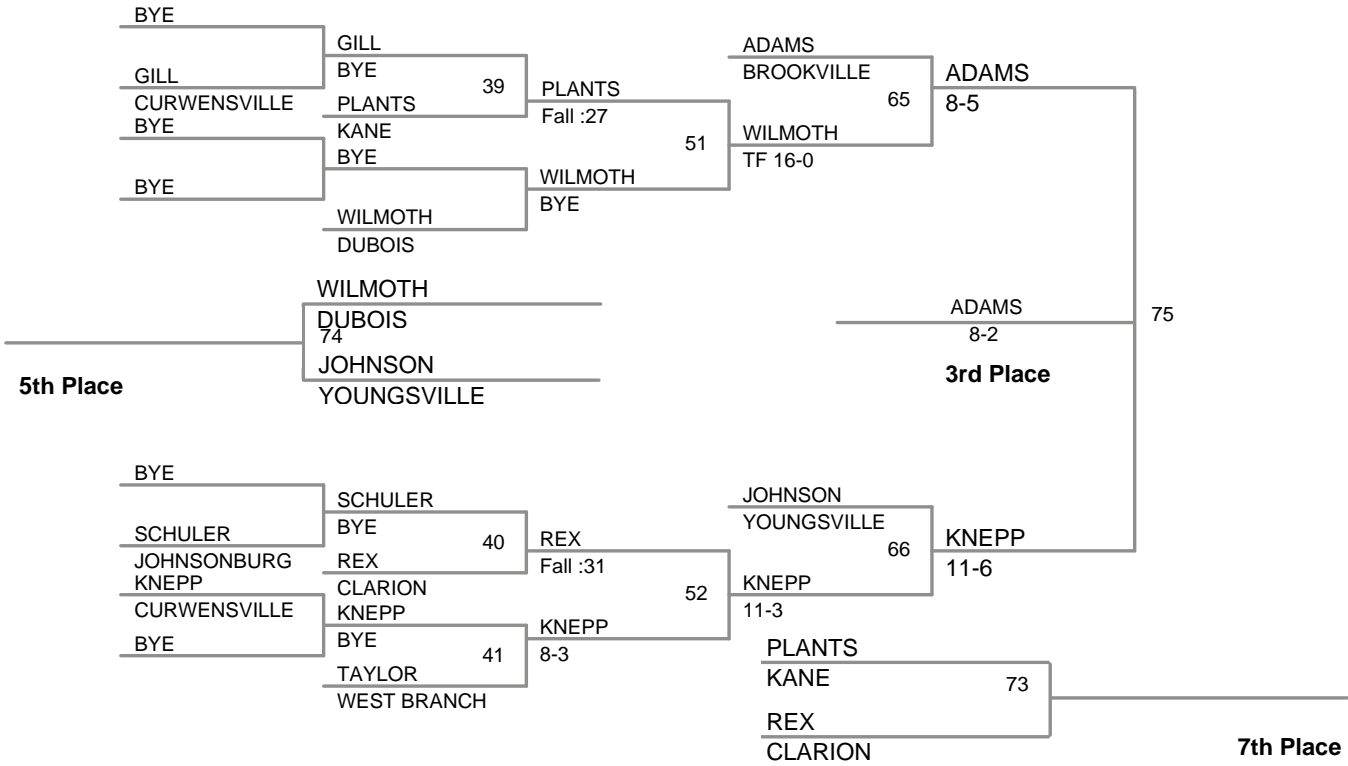 BYE
GILL
CURWENSVILLE
BYE
BYE
GILL
BYE
39
PLANTS
KANE
BYE
WILMOTH
DUBOIS
PLANTS
Fall :27
51
WILMOTH
BYE
ADAMS
BROOKVILLE
65
WILMOTH
TF 16-0
ADAMS
8-5
WILMOTH
DUBOIS
74
JOHNSON
YOUNGSVILLE
5th Place
ADAMS
8-2
75
3rd Place
BYE
SCHULER
JOHNSONBURG
KNEPP
CURWENSVILLE
BYE
SCHULER
BYE
40
REX
CLARION
KNEPP
BYE
41
TAYLOR
WEST BRANCH
REX
Fall :31
52
KNEPP
8-3
JOHNSON
YOUNGSVILLE
66
KNEPP
11-3
KNEPP
11-6
PLANTS
KANE
73
REX
CLARION
7th Place